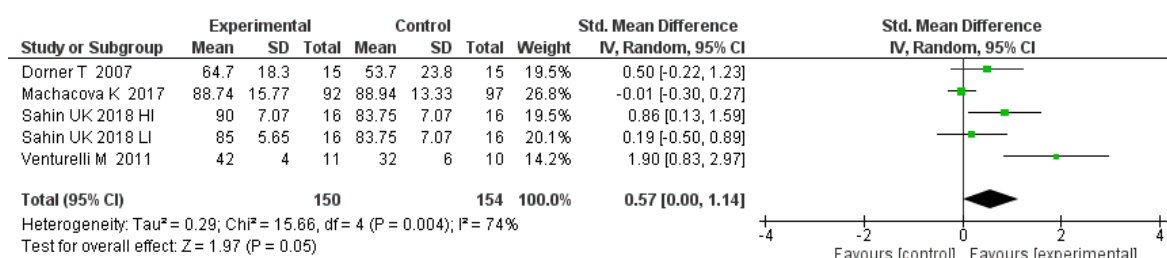 Experimental Control Std. Mean Difference Std. Mean Difference
Study or Subgroup Mean SD Total Mean SD Total Weight IV, Random, 95% CI IV, Random, 95% CI
Dorner T 2007 64.7 18.3 15 53.7 23.8 15 19.5% 0.50 [-0.22, 1.23]
Machacova K 2017 88.74 15.77 92 88.94 13.33 97 26.8% -0.01 [-0.30, 0.27]
Sahin UK 2018 HI 90 7.07 16 83.75 7.07 16 19.5% 0.86 [0.13, 1.59]
Sahin UK 2018 LI 85 5.65 16 83.75 7.07 16 20.1% 0.19 [-0.50, 0.89]
Venturelli M 2011 42 4 11 32 6 10 14.2% 1.90 [0.83, 2.97]
Total (95% CI) 150 154 100.0% 0.57 [0.00, 1.14]
Heterogeneity: Tau² = 0.29; Chi² = 15.66, df = 4 (P = 0.004); I² = 74%
Test for overall effect: Z = 1.97 (P = 0.05)
-4 -2 0 2 4
Favours [control] Favours [experimental]